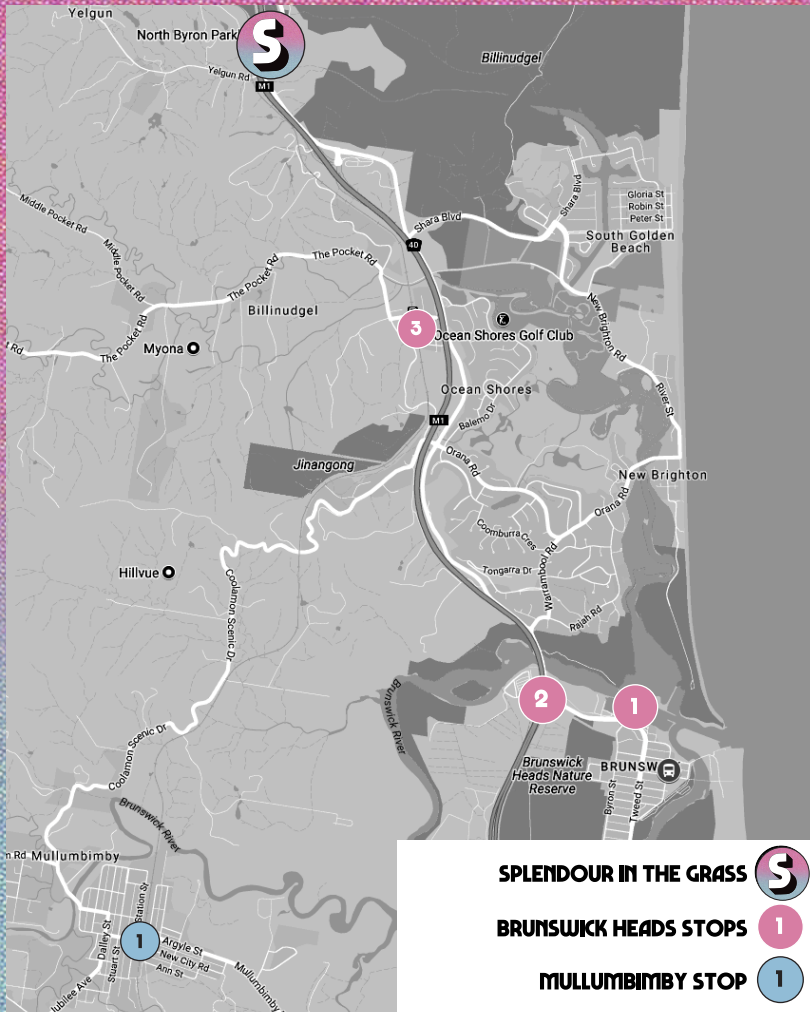 Yelgun
North Byron Park
S
Yelgun Rd
M1
Billinudgel
Middle Pocket Rd
Middle Pocket Rd
Shara Blvd
Shara Blvd
Gloria St
Robin St
Peter St
South Golden
Beach
40
The Pocket Rd
The Pocket Rd
Billinudgel
New Brighton Rd
3
Ocean Shores Golf Club
t Rd
The Pocket Rd
Myona
Ocean Shores
River St
M1
Balemo Dr
Jinangong
Orana Rd
New Brighton
Orana Rd
Coomburra Cres
Hillvue
Coolamon Scenic Dr
Tongarra Dr
Warrambool Rd
Rajah Rd
Brunswick River
2
1
Coolamon Scenic Dr
Brunswick
Heads Nature
Reserve
BRUNSW
Byron St
Tweed St
Brunswick River
m Rd
Mullumbimby
Station St
Dalley St
Stuart St
1
Argyle St
New City Rd
Ann St
Jubilee Ave
Mullumbimby
SPLENDOUR IN THE GRASS
S
BRUNSWICK HEADS STOPS
1
MULLUMBIMBY STOP
1